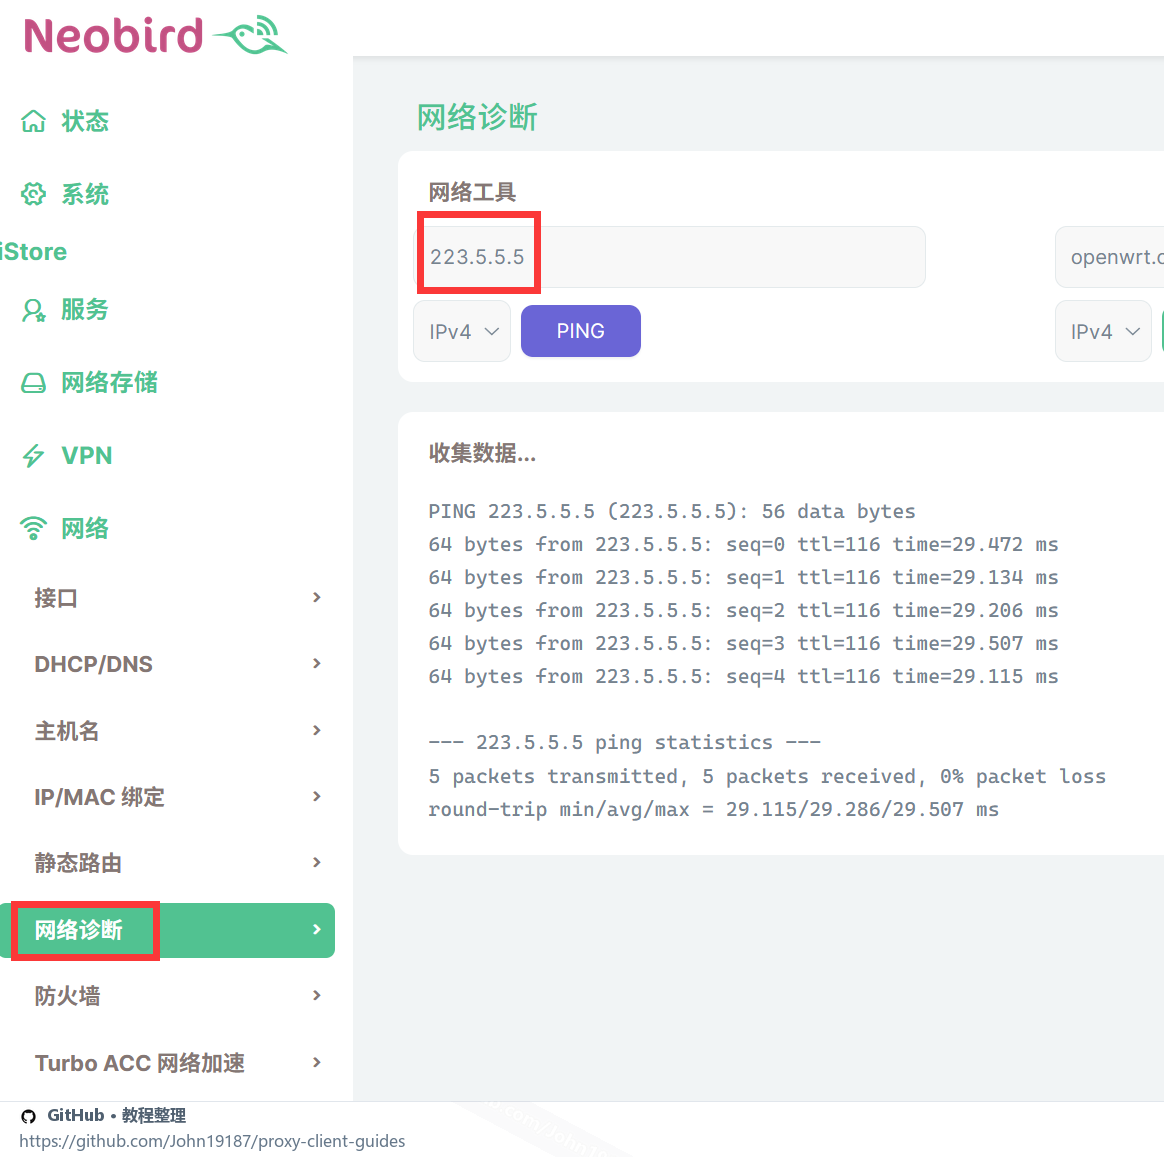 Neobird
状态
系统
iStore
服务
网络存储
VPN
网络
接口
DHCP/DNS
主机名
IP/MAC 绑定
静态路由
网络诊断
防火墙
Turbo ACC 网络加速
网络诊断
网络工具
223.5.5.5
IPv4
PING
openwrt.
IPv4
收集数据...
PING 223.5.5.5 (223.5.5.5): 56 data bytes
64 bytes from 223.5.5.5: seq=0 ttl=116 time=29.472 ms
64 bytes from 223.5.5.5: seq=1 ttl=116 time=29.134 ms
64 bytes from 223.5.5.5: seq=2 ttl=116 time=29.206 ms
64 bytes from 223.5.5.5: seq=3 ttl=116 time=29.507 ms
64 bytes from 223.5.5.5: seq=4 ttl=116 time=29.115 ms
--- 223.5.5.5 ping statistics ---
5 packets transmitted, 5 packets received, 0% packet loss
round-trip min/avg/max = 29.115/29.286/29.507 ms
GitHub • 教程整理
https://github.com/John19187/proxy-client-guides